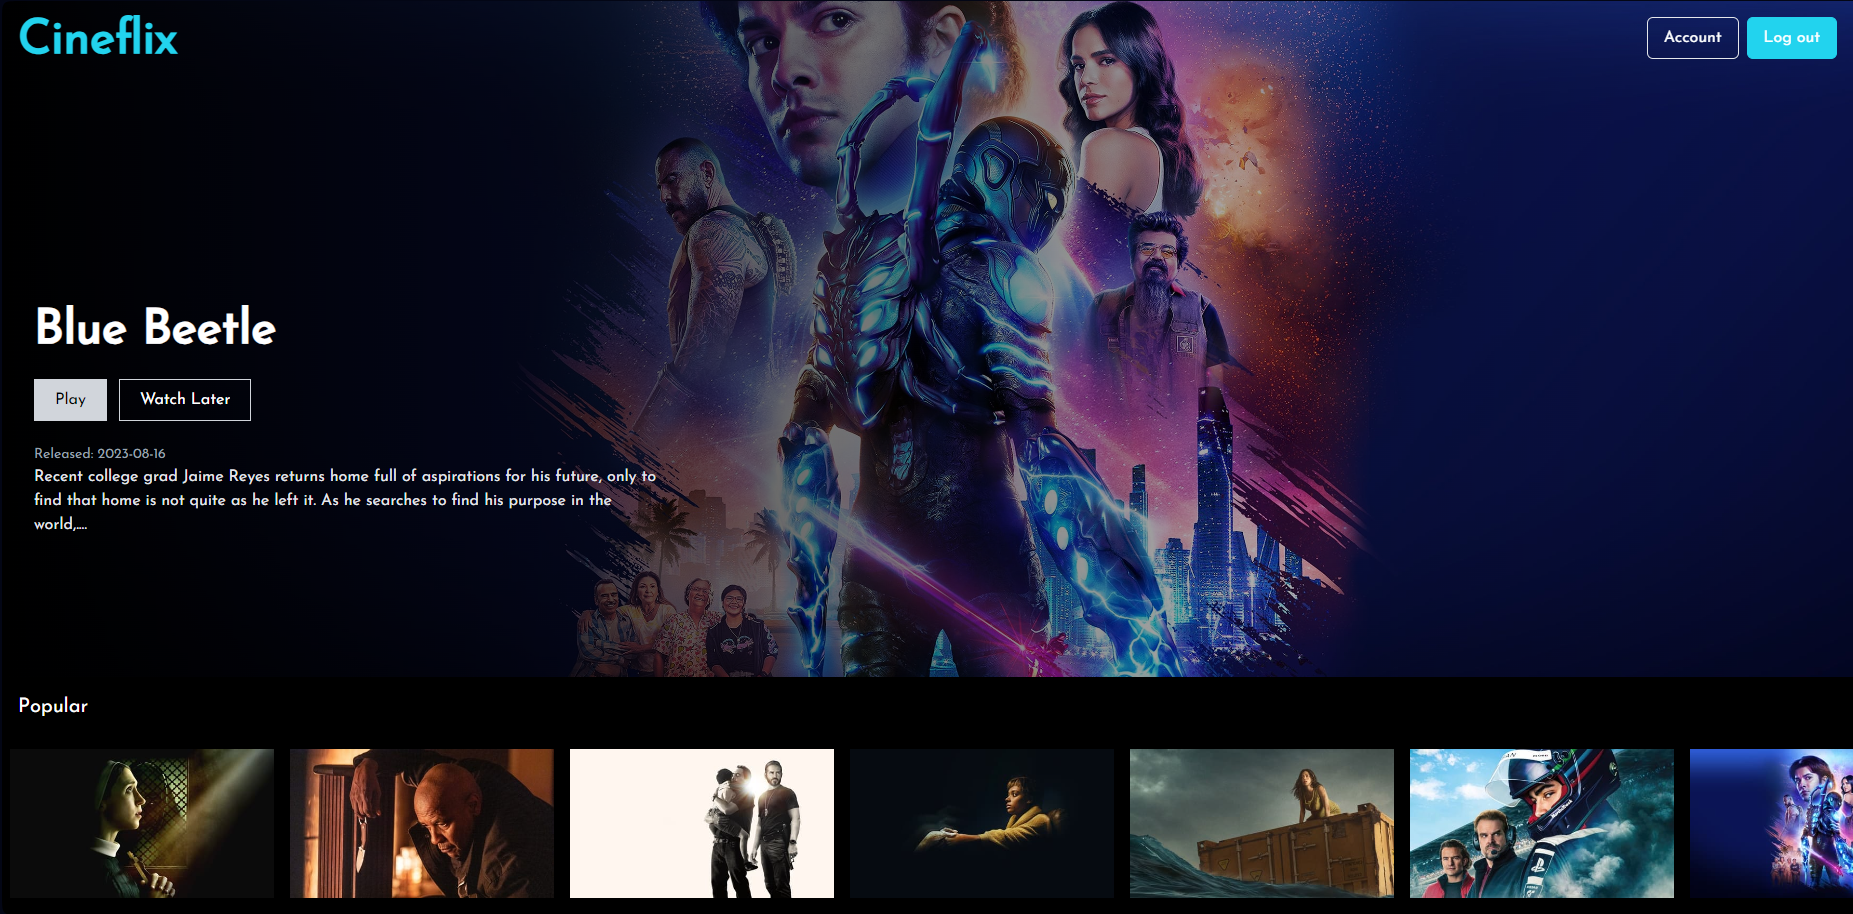 Cineflix
Account
Log out
Blue Beetle
Play
Watch Later
Released: 2023-08-16
Recent college grad Jaime Reyes returns home full of aspirations for his future, only to
find that home is not quite as he left it. As he searches to find his purpose in the
world,....
Popular